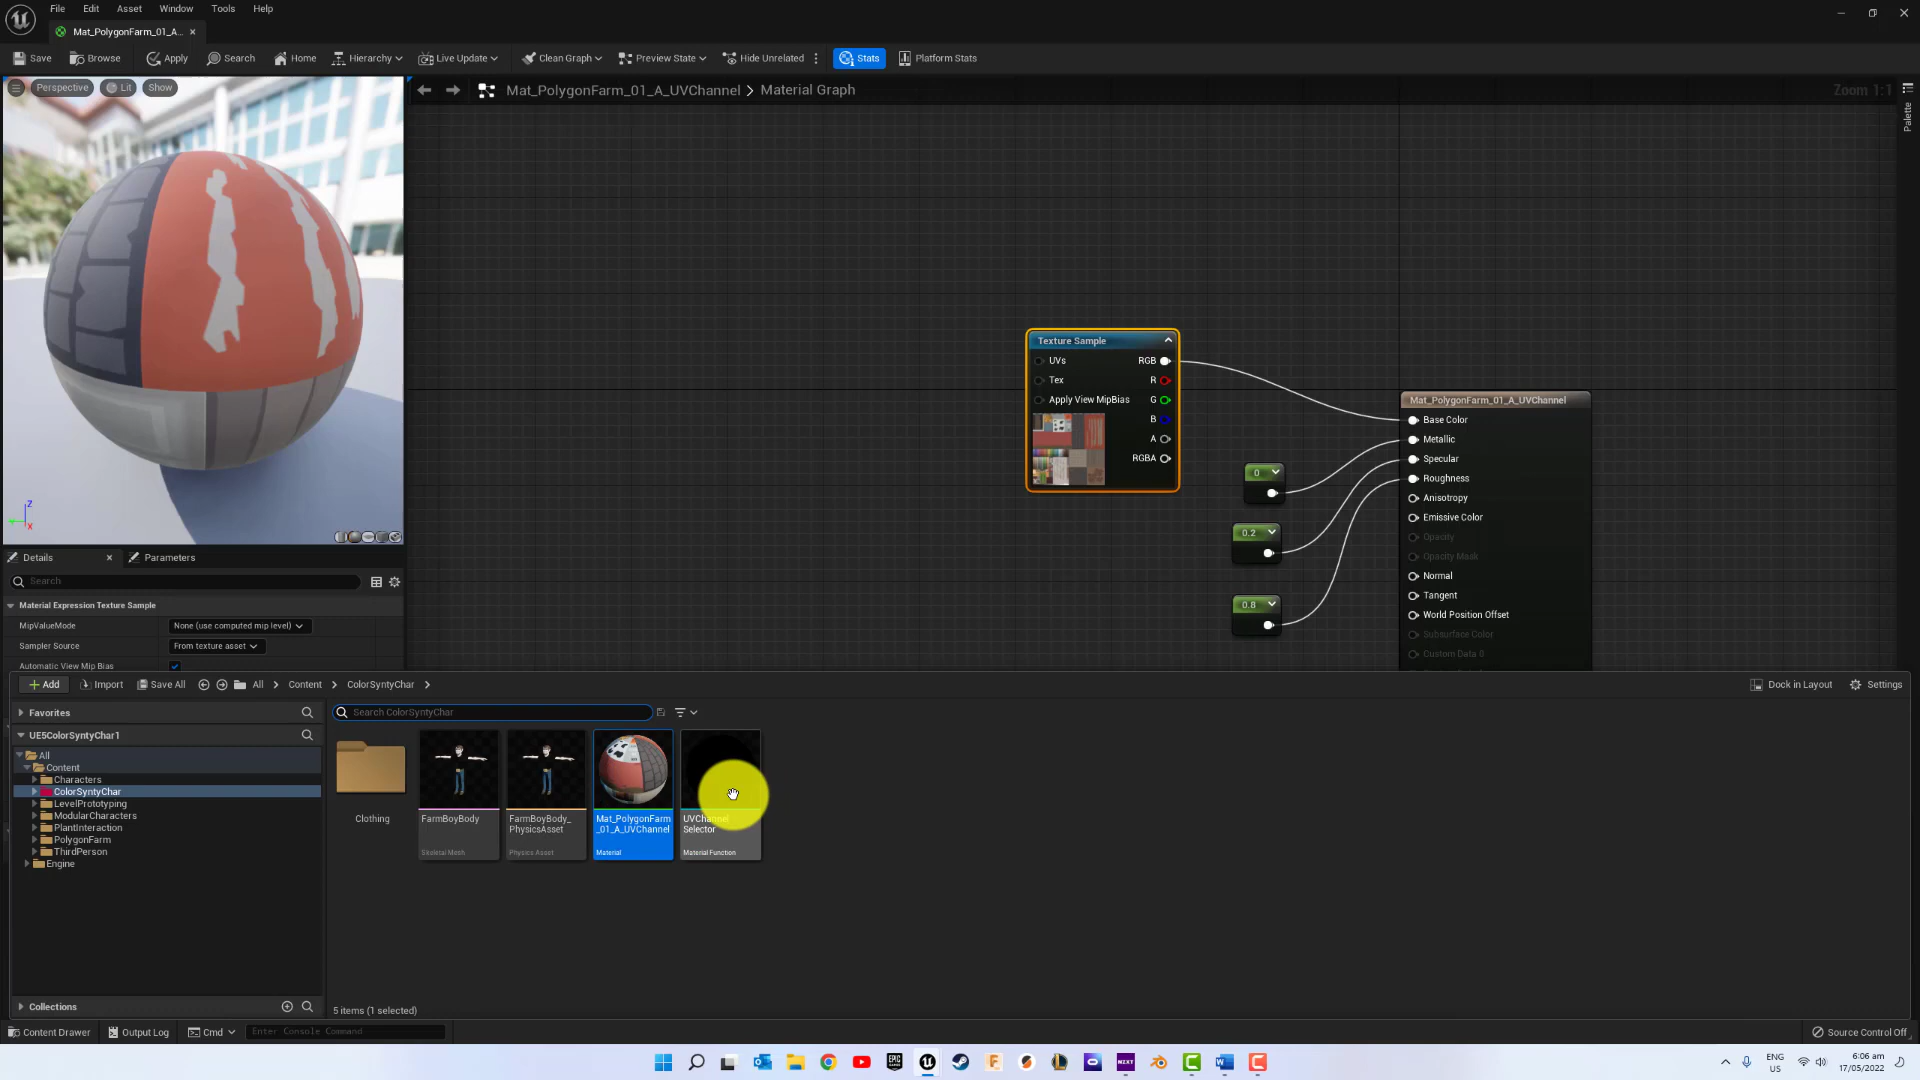 File Edit Asset Window Tools Help
Mat_PolygonFarm_01_A...
Save Browse Apply Search Home Hierarchy Live Update Clean Graph Preview State Hide Unrelated Stats Platform Stats
Perspective Lit Show
Mat_PolygonFarm_01_A_UVChannel > Material Graph
Zoom 1:1
Palette
Texture Sample
UVs RGB
Tex R
Apply View MipBias G
B
A
RGBA
0
0.2
0.8
Mat_PolygonFarm_01_A_UVChannel
Base Color
Metallic
Specular
Roughness
Anisotropy
Emissive Color
Opacity
Opacity Mask
Normal
Tangent
World Position Offset
Subsurface Color
Custom Data 0
Z
Y
X
Details Parameters
Search
Material Expression Texture Sample
MipValueMode None (use computed mip level)
Sampler Source From texture asset
Automatic View Mip Bias
Add Import Save All All > Content > ColorSyntyChar >
Dock in Layout Settings
Favorites
Search ColorSyntyChar
UE5ColorSyntyChar1
All
Content
Characters
ColorSyntyChar
LevelPrototyping
ModularCharacters
PlantInteraction
PolygonFarm
ThirdPerson
Engine
Collections
Clothing
FarmBoyBody
Skeletal Mesh
FarmBoyBody_
PhysicsAsset
Physics Asset
Mat_PolygonFarm
_01_A_UVChannel
Material
UVChannel
Selector
Material Function
5 items (1 selected)
Content Drawer Output Log Cmd Enter Console Command
Source Control Off
NZXT
ENG
US
6:06 am
17/05/2022